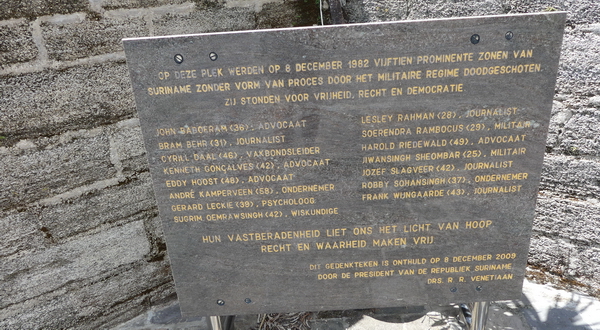 OP DEZE PLEK WERDEN OP 8 DECEMBER 1982 VIJFTIEN PROMINENTE ZONEN VAN
SURINAME ZONDER VORM VAN PROCES DOOR HET MILITAIRE REGIME DOODGESCHOTEN.
ZIJ STONDEN VOOR VRIJHEID, RECHT EN DEMOCRATIE.
JOHN BABOERAM (36), ADVOCAAT
BRAM BEHR (31), JOURNALIST
CYRILL DAAL (46), VAKBONDSLEIDER
KENNETH GONÇALVES (42), ADVOCAAT
EDDY HOOST (48), ADVOCAAT
ANDRÉ KAMPERVEEN (58), ONDERNEMER
GERARD LECKIE (39), PSYCHOLOOG
SUGRIM OEMRAWSINGH (42), WISKUNDIGE
LESLEY RAHMAN (28), JOURNALIST
SOERENDRA RAMBOCUS (29), MILITAIR
HAROLD RIEDEWALD (49), ADVOCAAT
JIWANSINGH SHEOMBAR (25), MILITAIR
JOZEF SLAGVEER (42), JOURNALIST
ROBBY SOHANSINGH (37), ONDERNEMER
FRANK WIJNGAARDE (43), JOURNALIST
HUN VASTBERADENHEID LIET ONS HET LICHT VAN HOOP,
RECHT EN WAARHEID MAKEN VRIJ
DIT GEDENKTEKEN IS ONTHULD OP 8 DECEMBER 2009
DOOR DE PRESIDENT VAN DE REPUBLIEK SURINAME,
DRS. R. R. VENETIAAN